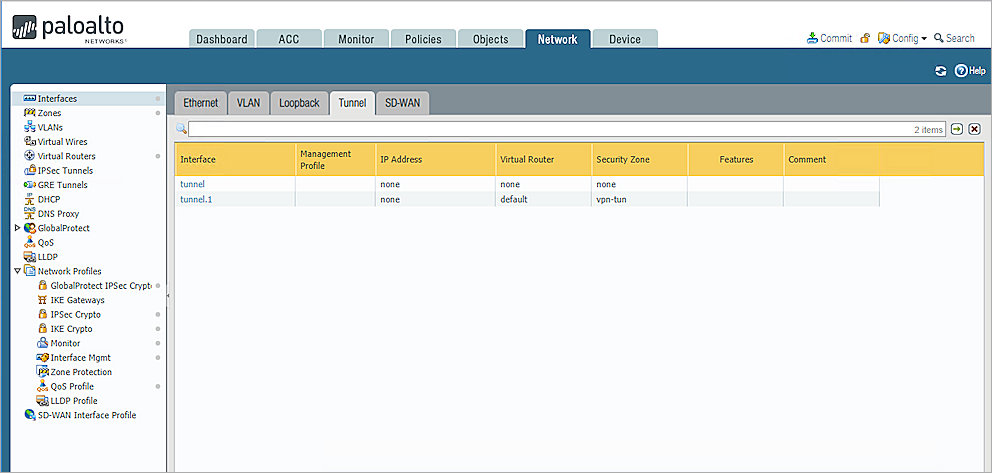 paloalto
NETWORKS®
Dashboard ACC Monitor Policies Objects Network Device
Commit Config Search
Help
Interfaces
Zones
VLANs
Virtual Wires
Virtual Routers
IPSec Tunnels
GRE Tunnels
DHCP
DNS Proxy
GlobalProtect
QoS
LLDP
Network Profiles
GlobalProtect IPSec Crypt
IKE Gateways
IPSec Crypto
IKE Crypto
Monitor
Interface Mgmt
Zone Protection
QoS Profile
LLDP Profile
SD-WAN Interface Profile
Ethernet VLAN Loopback Tunnel SD-WAN
2 items
Interface Management Profile IP Address Virtual Router Security Zone Features Comment
tunnel none none none
tunnel.1 none default vpn-tun